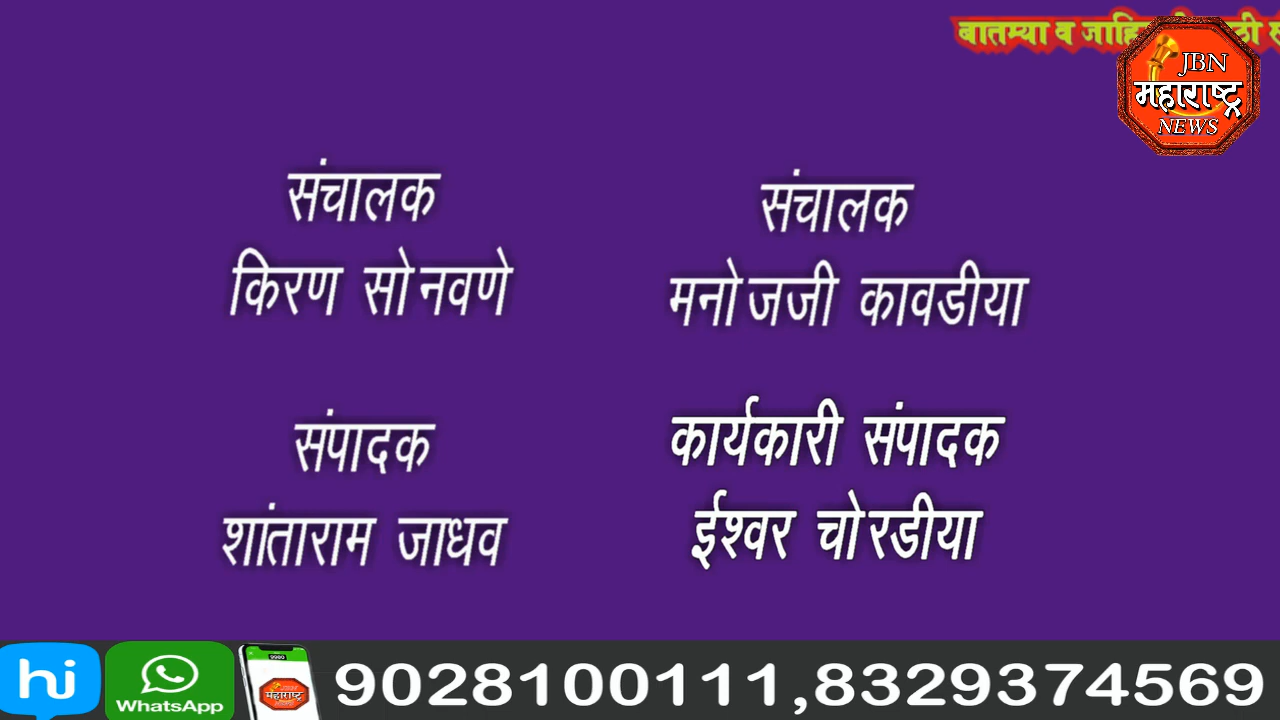 बातम्या व
JBN
महाराष्ट्र
NEWS
संचालक
किरण सोनवणे
संचालक
मनोजजी कावडीया
संपादक
शांताराम जाधव
कार्यकारी संपादक
ईश्वर चोरडीया
hi
WhatsApp
महाराष्ट्र
9028100111,8329374569